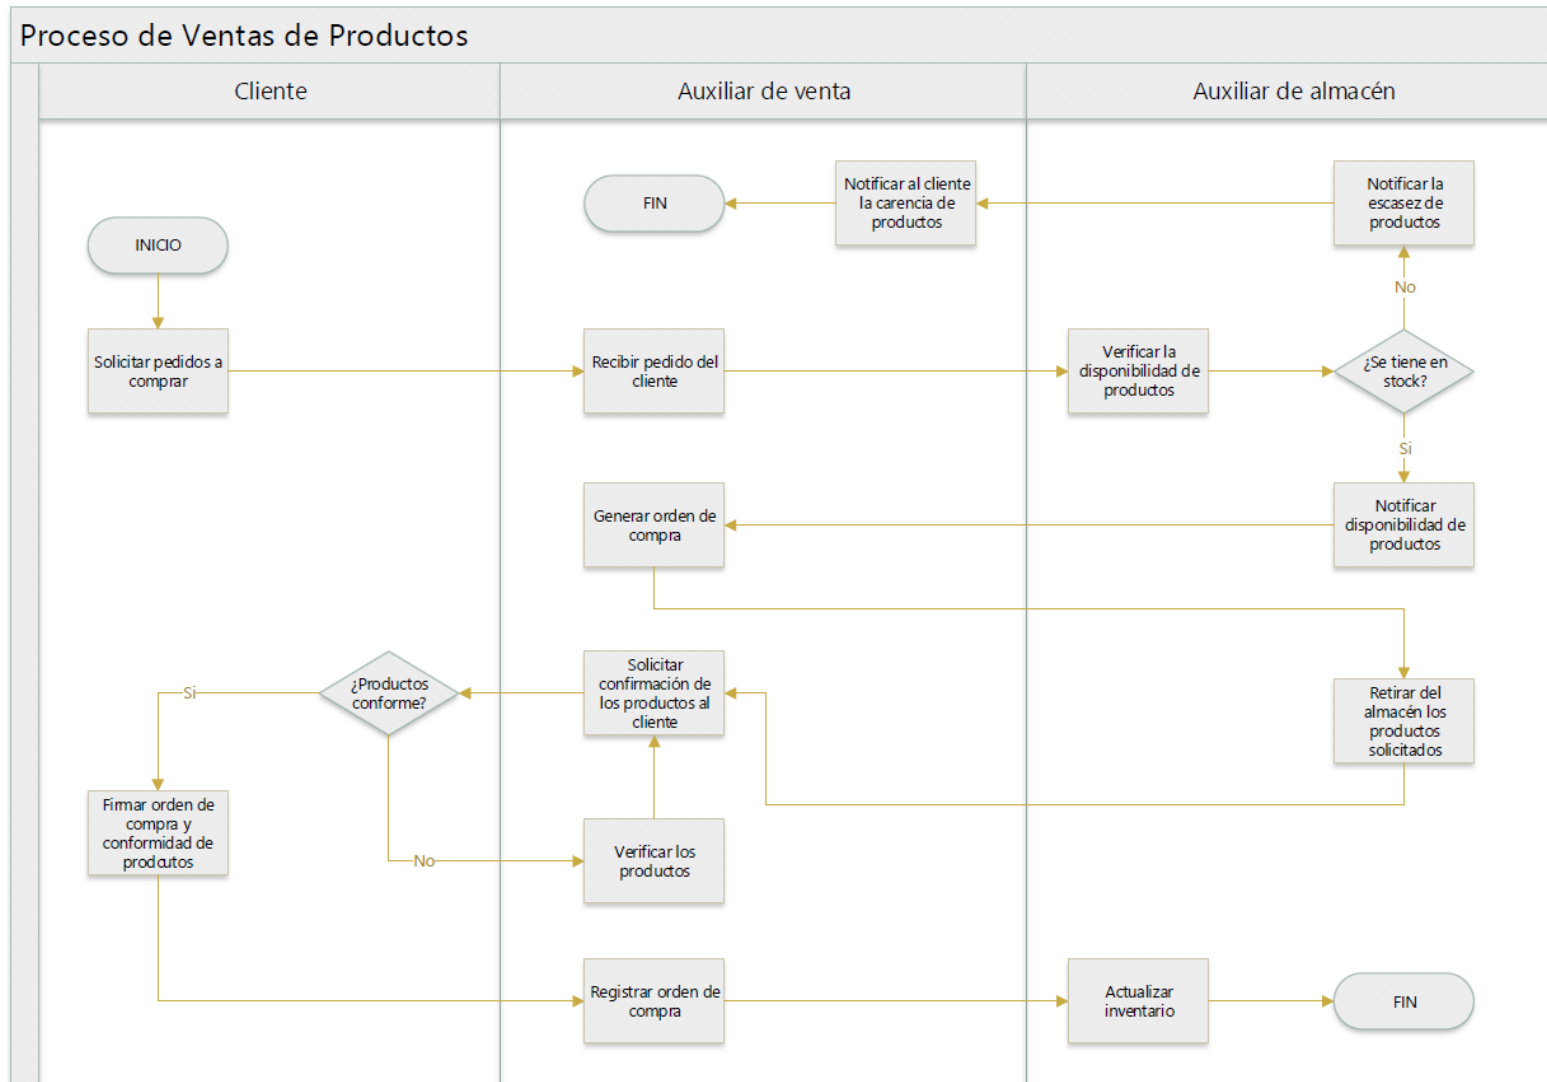 Proceso de Ventas de Productos
Cliente
Auxiliar de venta
Auxiliar de almacén
FIN
Notificar al cliente
la carencia de
productos
Notificar la
escasez de
productos
INICIO
No
Solicitar pedidos a
comprar
Recibir pedido del
cliente
Verificar la
disponibilidad de
productos
¿Se tiene en
stock?
Si
Generar orden de
compra
Notificar
disponibilidad de
productos
Si
¿Productos
conforme?
Solicitar
confirmación de
los productos al
cliente
Retirar del
almacén los
productos
solicitados
Firmar orden de
compra y
conformidad de
prodcutos
No
Verificar los
productos
Registrar orden de
compra
Actualizar
inventario
FIN